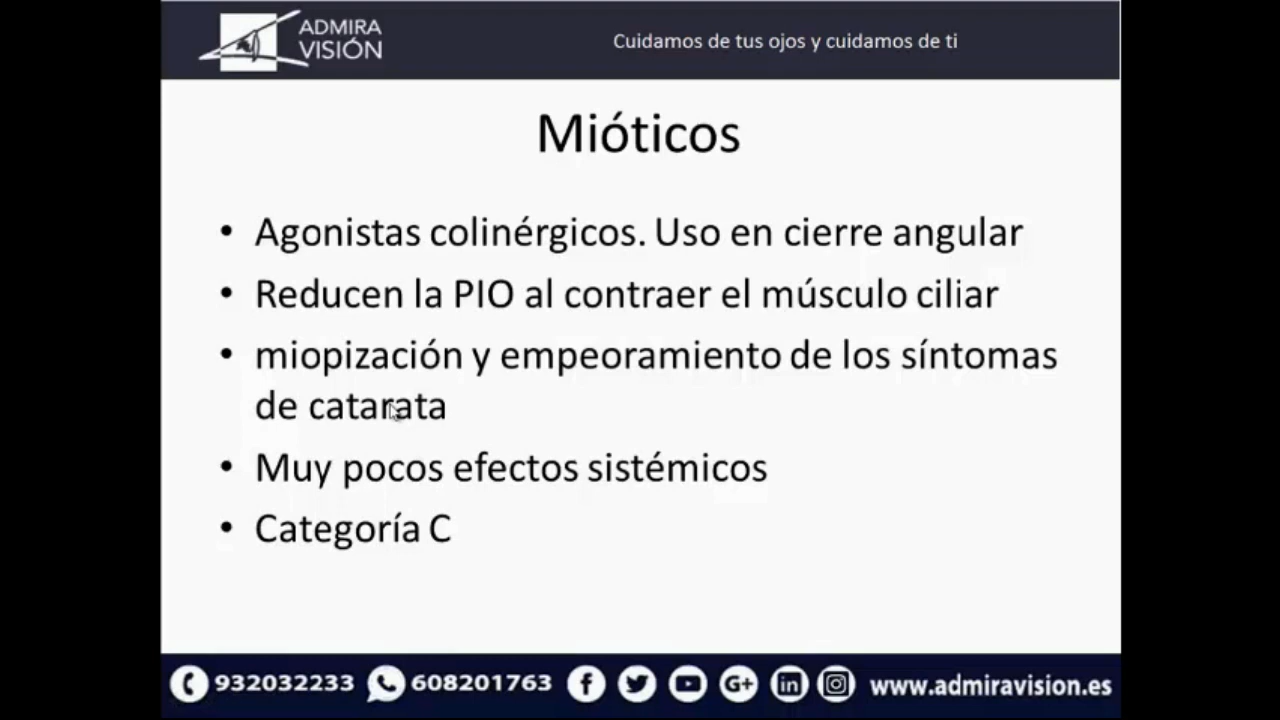 ADMIRA
VISIÓN
Cuidamos de tus ojos y cuidamos de ti
Mióticos
• Agonistas colinérgicos. Uso en cierre angular
• Reducen la PIO al contraer el músculo ciliar
• miopización y empeoramiento de los síntomas
de catarata
• Muy pocos efectos sistémicos
• Categoría C
932032233 608201763 f G+ in www.admiravision.es